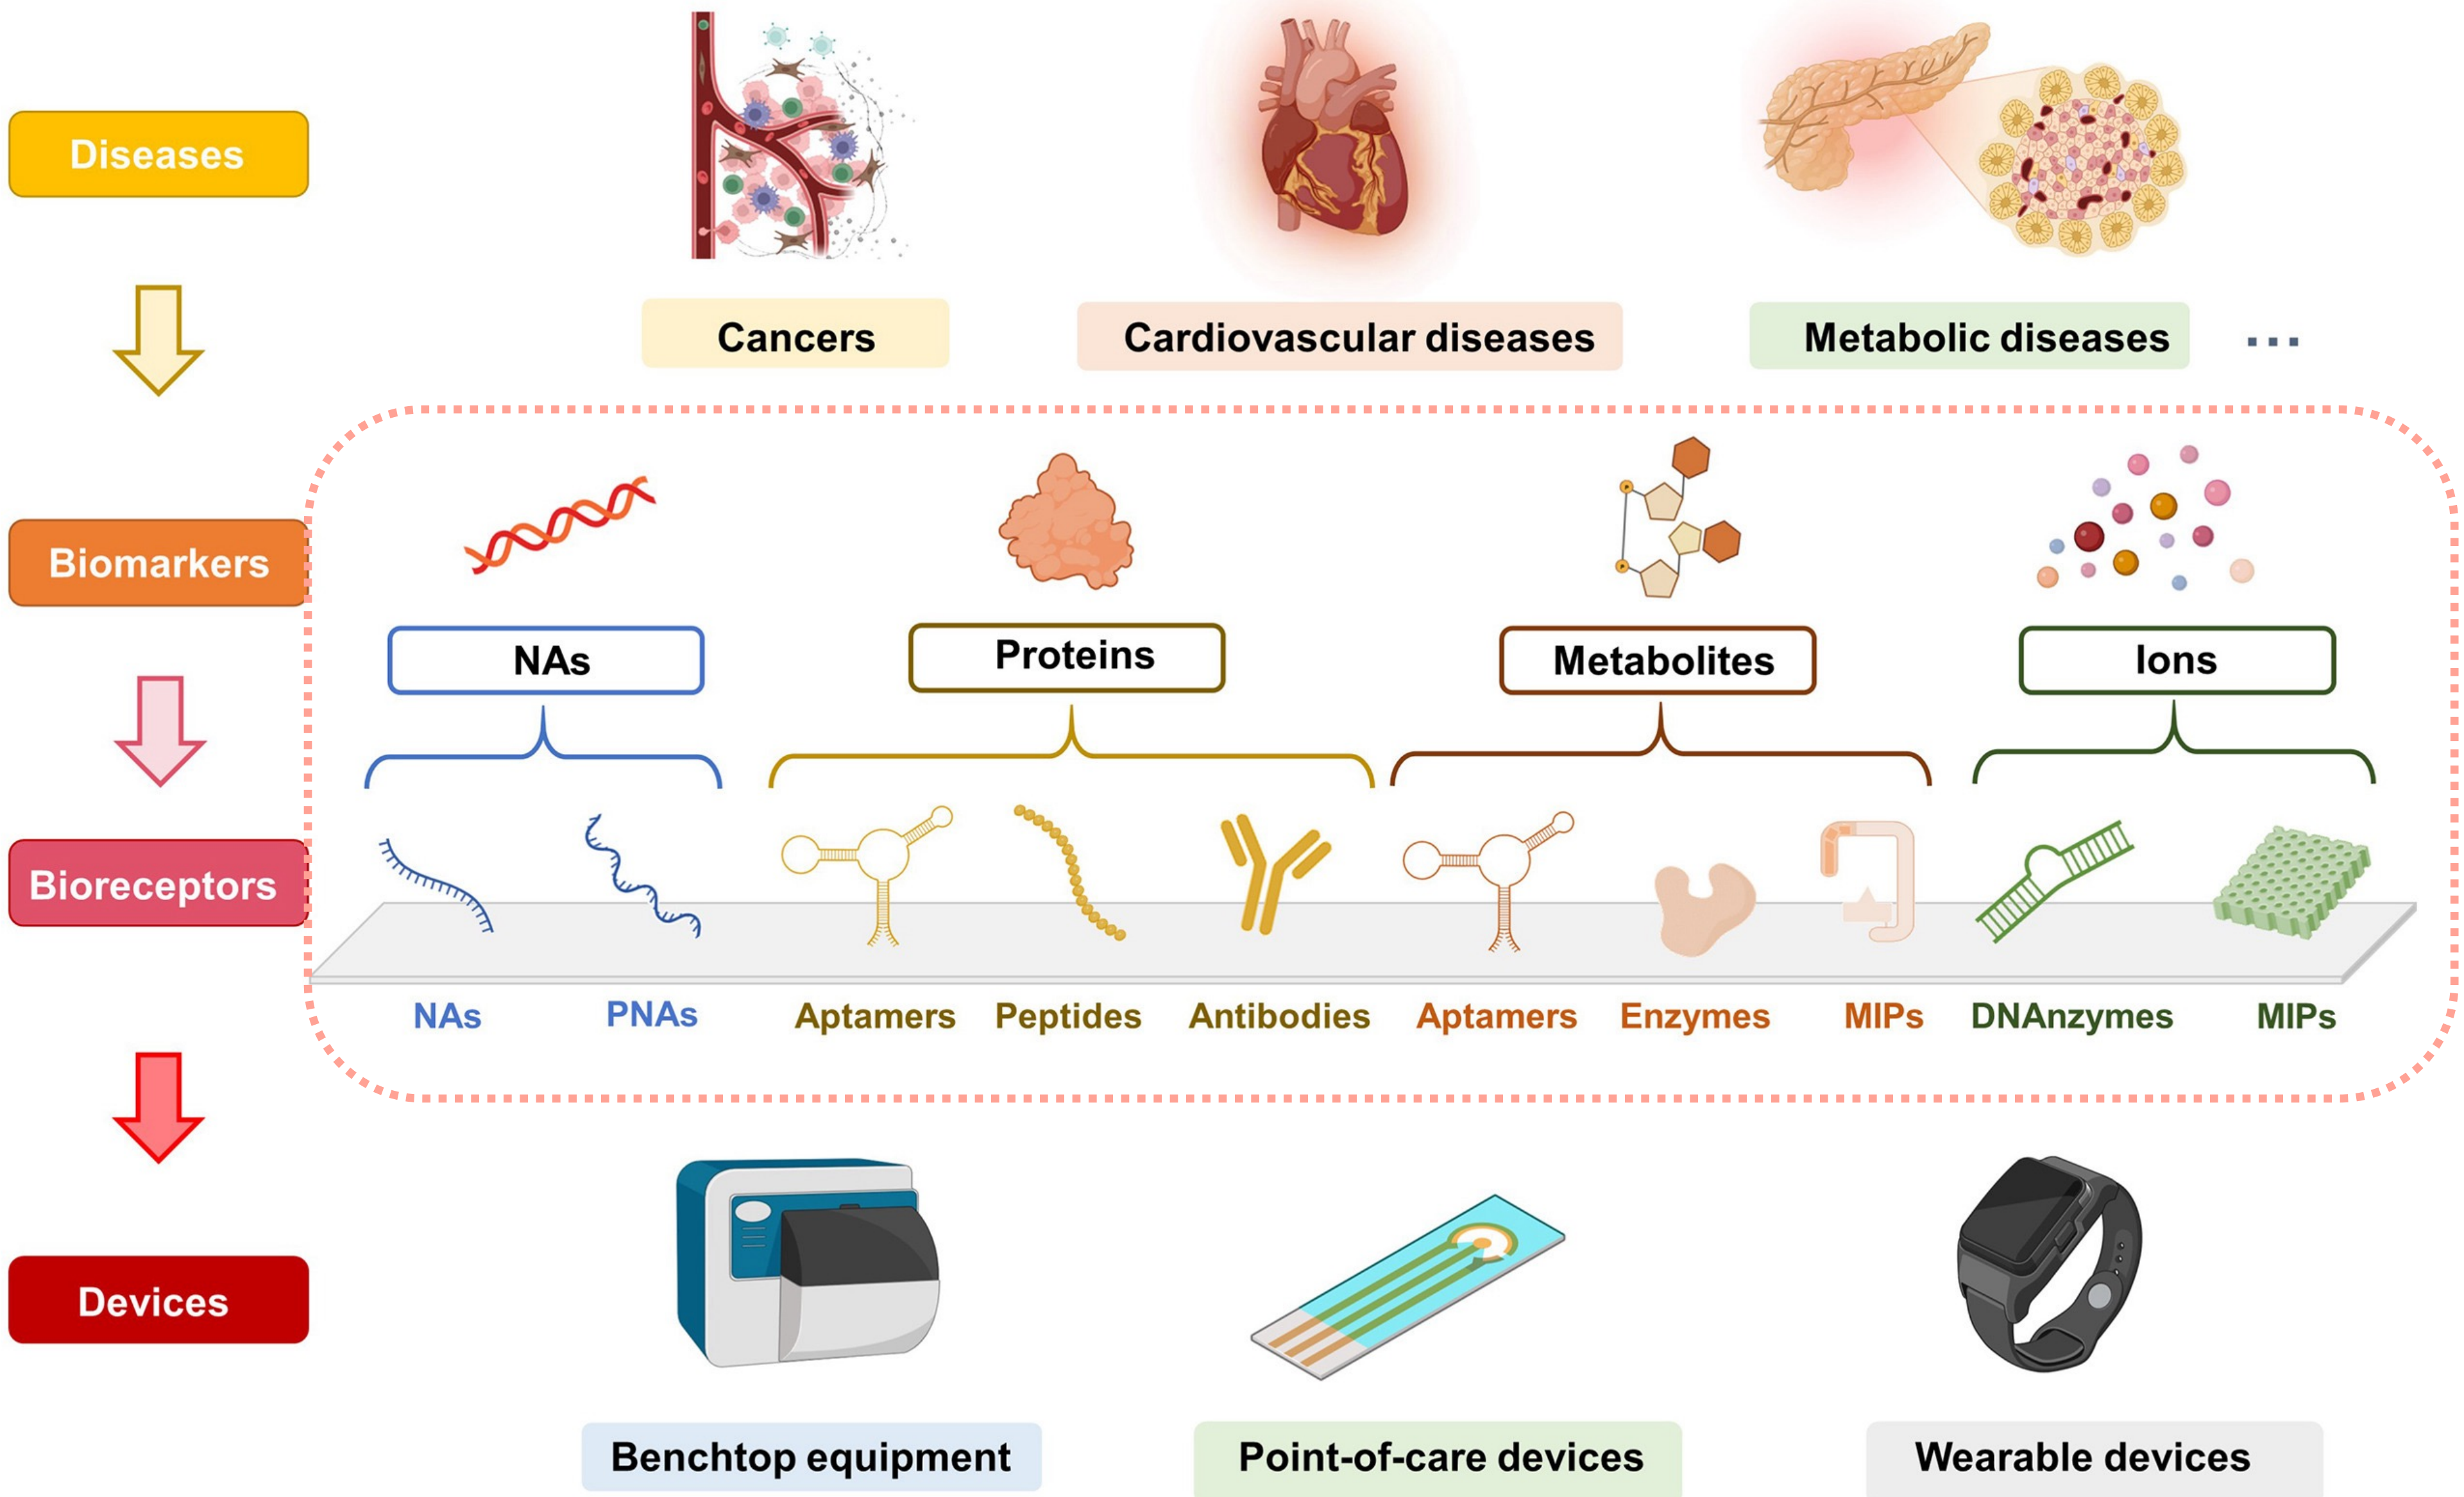 Diseases
Cancers
Cardiovascular diseases
Metabolic diseases
...
Biomarkers
NAs
Proteins
Metabolites
Ions
Bioreceptors
NAs
PNAs
Aptamers
Peptides
Antibodies
Aptamers
Enzymes
MIPs
DNAnzymes
MIPs
Devices
Benchtop equipment
Point-of-care devices
Wearable devices